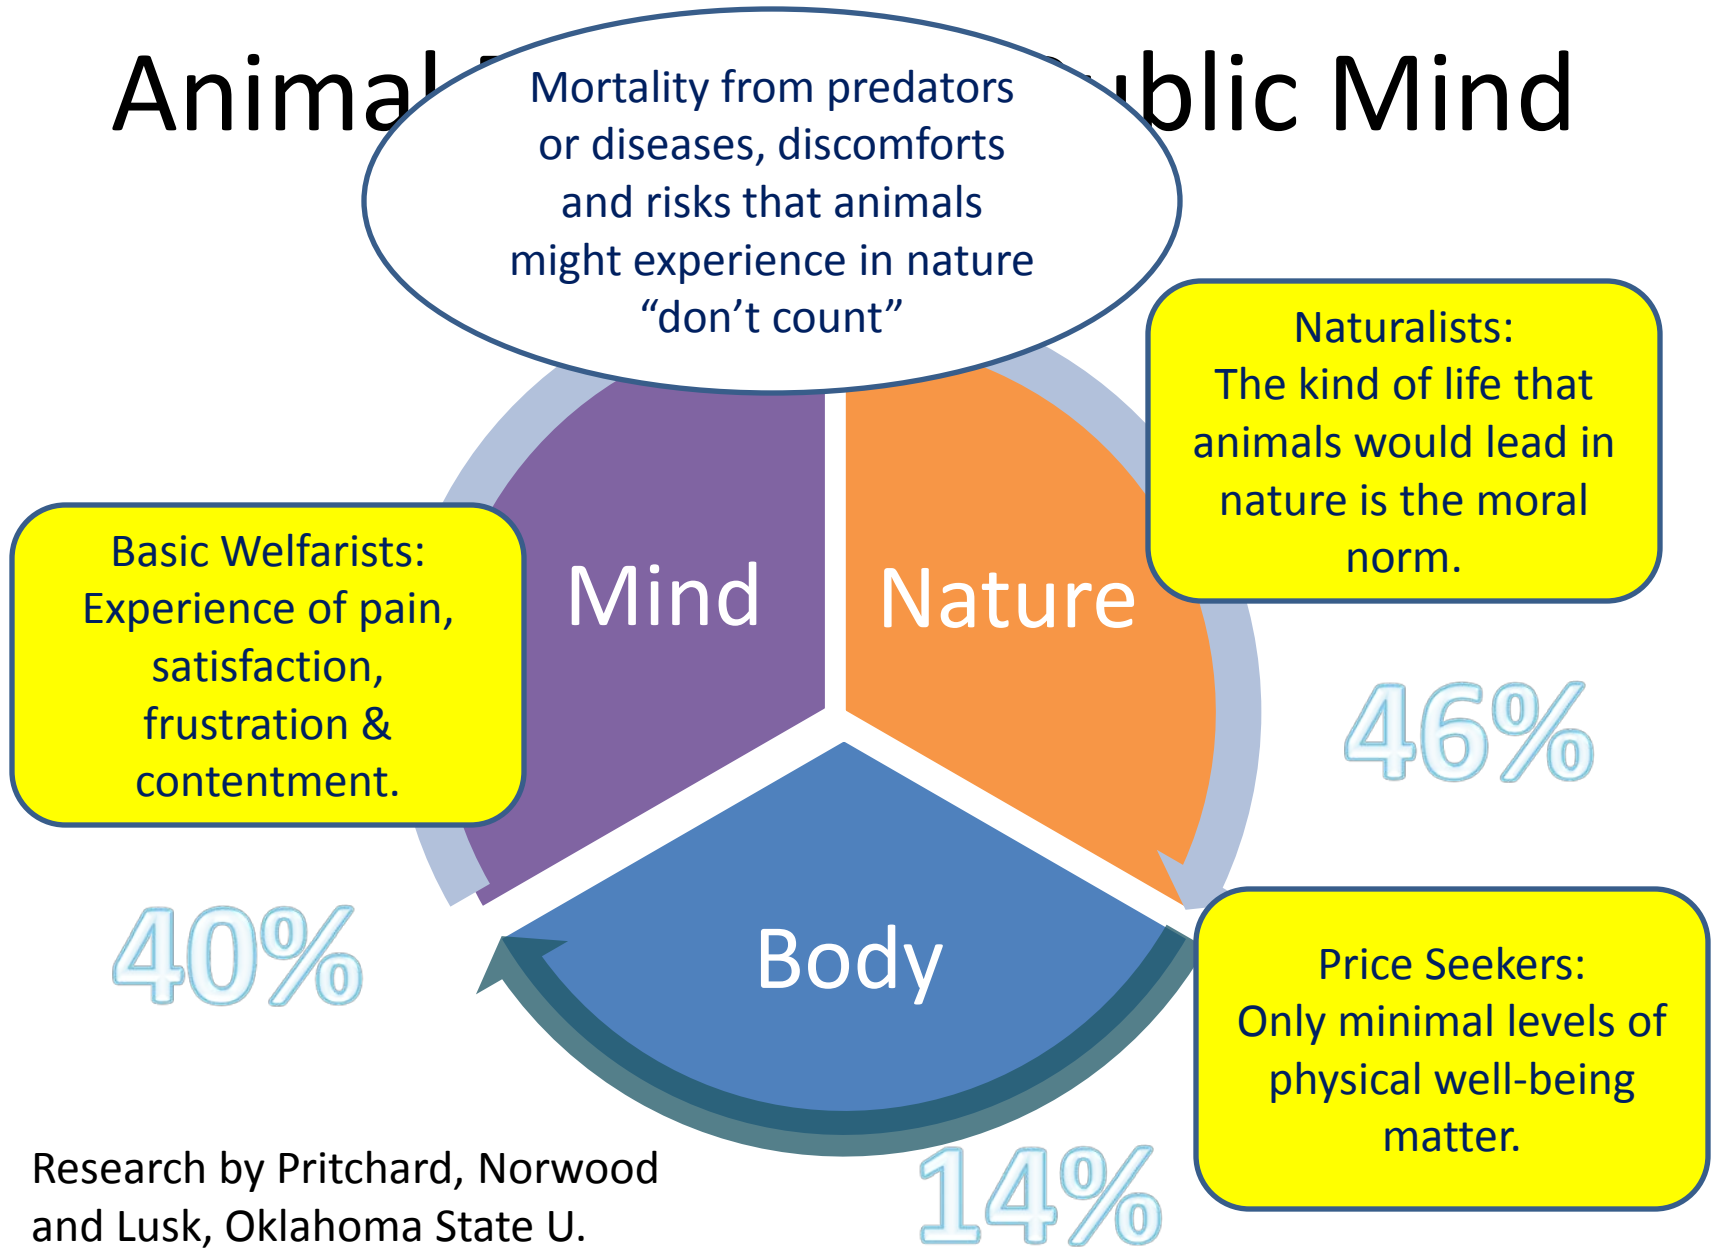 Animal
blic Mind
Mortality from predators
or diseases, discomforts
and risks that animals
might experience in nature
“don’t count”
Naturalists:
The kind of life that
animals would lead in
nature is the moral
norm.
Basic Welfarists:
Experience of pain,
satisfaction,
frustration &
contentment.
Mind
Nature
46%
40%
Body
Price Seekers:
Only minimal levels of
physical well-being
matter.
14%
Research by Pritchard, Norwood
and Lusk, Oklahoma State U.